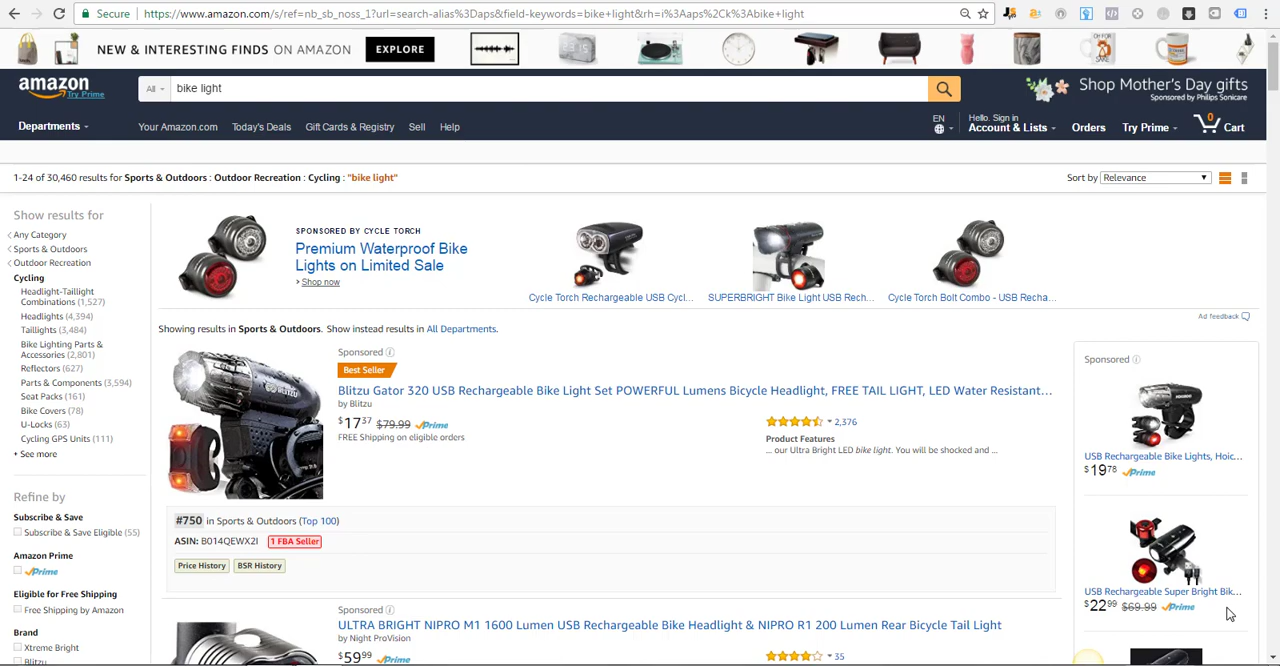 Secure
https://www.amazon.com/s/ref=nb_sb_noss_1?url=search-alias%3Daps&field-keywords=bike+light&rh=i%3Aaps%2Ck%3Abike+light
NEW & INTERESTING FINDS ON AMAZON
EXPLORE
amazon
Try Prime
All
bike light
Shop Mother's Day gifts
Sponsored by Philips Sonicare
Departments
Your Amazon.com
Today's Deals
Gift Cards & Registry
Sell
Help
EN
Hello. Sign in
Account & Lists
Orders
Try Prime
0
Cart
1-24 of 30,460 results for Sports & Outdoors : Outdoor Recreation : Cycling : "bike light"
Sort by
Relevance
Show results for
Any Category
Sports & Outdoors
Outdoor Recreation
Cycling
Headlight-Taillight
Combinations (1,527)
Headlights (4,394)
Taillights (3,484)
Bike Lighting Parts &
Accessories (2,801)
Reflectors (627)
Parts & Components (3,594)
Seat Packs (161)
Bike Covers (78)
U-Locks (63)
Cycling GPS Units (111)
+ See more
Refine by
Subscribe & Save
Subscribe & Save Eligible (55)
Amazon Prime
Prime
Eligible for Free Shipping
Free Shipping by Amazon
Brand
Xtreme Bright
Blitzu
SPONSORED BY CYCLE TORCH
Premium Waterproof Bike
Lights on Limited Sale
› Shop now
Cycle Torch Rechargeable USB Cycl...
SUPERBRIGHT Bike Light USB Rech...
Cycle Torch Bolt Combo - USB Recha...
Ad feedback
Showing results in Sports & Outdoors. Show instead results in All Departments.
Sponsored
Best Seller
Blitzu Gator 320 USB Rechargeable Bike Light Set POWERFUL Lumens Bicycle Headlight, FREE TAIL LIGHT, LED Water Resistant...
by Blitzu
$17 37 $79.99 Prime
FREE Shipping on eligible orders
2,376
Product Features
... our Ultra Bright LED bike light. You will be shocked and ...
#750 in Sports & Outdoors (Top 100)
ASIN: B014QEWX2I
1 FBA Seller
Price History
BSR History
Sponsored
ULTRA BRIGHT NIPRO M1 1600 Lumen USB Rechargeable Bike Headlight & NIPRO R1 200 Lumen Rear Bicycle Tail Light
by Night ProVision
$59 99 Prime
35
Sponsored
USB Rechargeable Bike Lights, Hoic...
$19 78 Prime
USB Rechargeable Super Bright Bik...
$22 99 $69.99 Prime